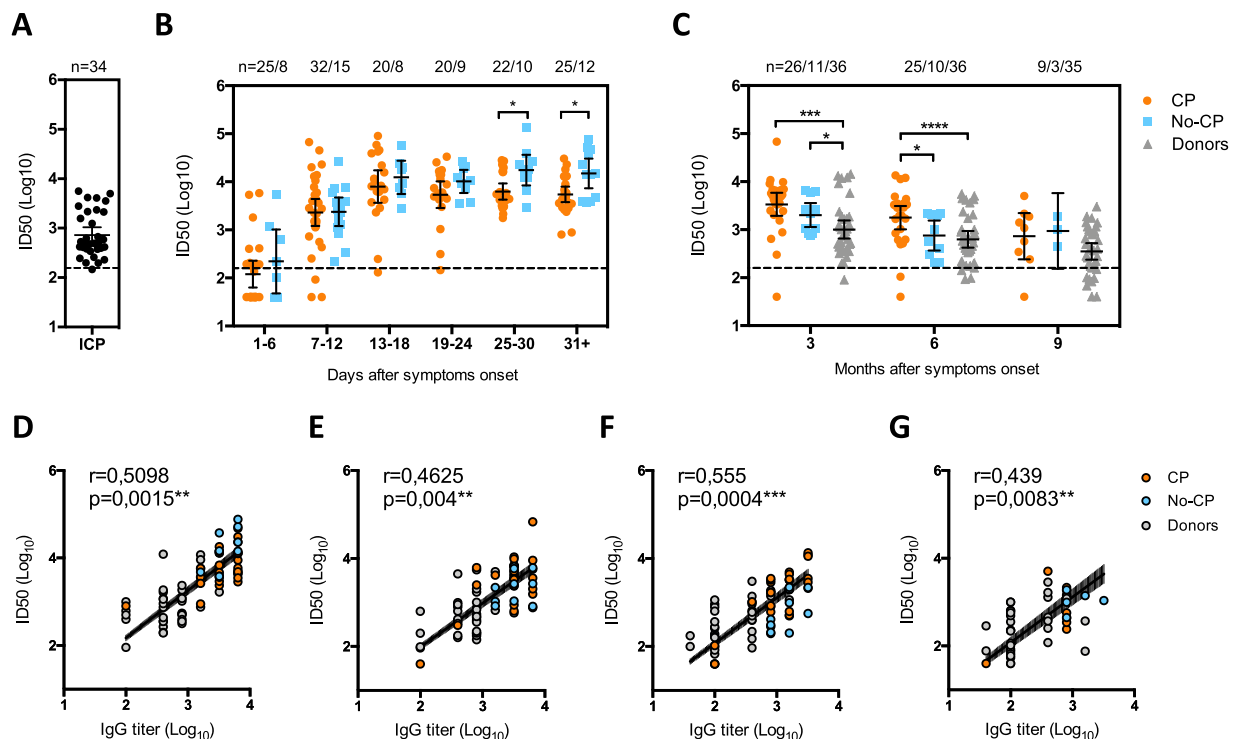 A
n=34
6
5
4
3
2
1
ID50 (Log10)
ICP
B
n=25/8 32/15 20/8 20/9 22/10 25/12
6
5
4
3
2
1
ID50 (Log10)
* *
1-6 7-12 13-18 19-24 25-30 31+
Days after symptoms onset
C
n=26/11/36 25/10/36 9/3/35
6
5
4
3
2
1
ID50 (Log10)
*** ****
* *
3 6 9
Months after symptoms onset
CP
No-CP
Donors
D
r=0,5098
p=0,0015**
6
4
2
ID50 (Log10)
1 2 3 4
IgG titer (Log10)
E
r=0,4625
p=0,004**
6
4
2
ID50 (Log10)
1 2 3 4
IgG titer (Log10)
F
r=0,555
p=0,0004***
6
4
2
ID50 (Log10)
1 2 3 4
IgG titer (Log10)
G
r=0,439
p=0,0083**
6
4
2
ID50 (Log10)
1 2 3 4
IgG titer (Log10)
CP
No-CP
Donors